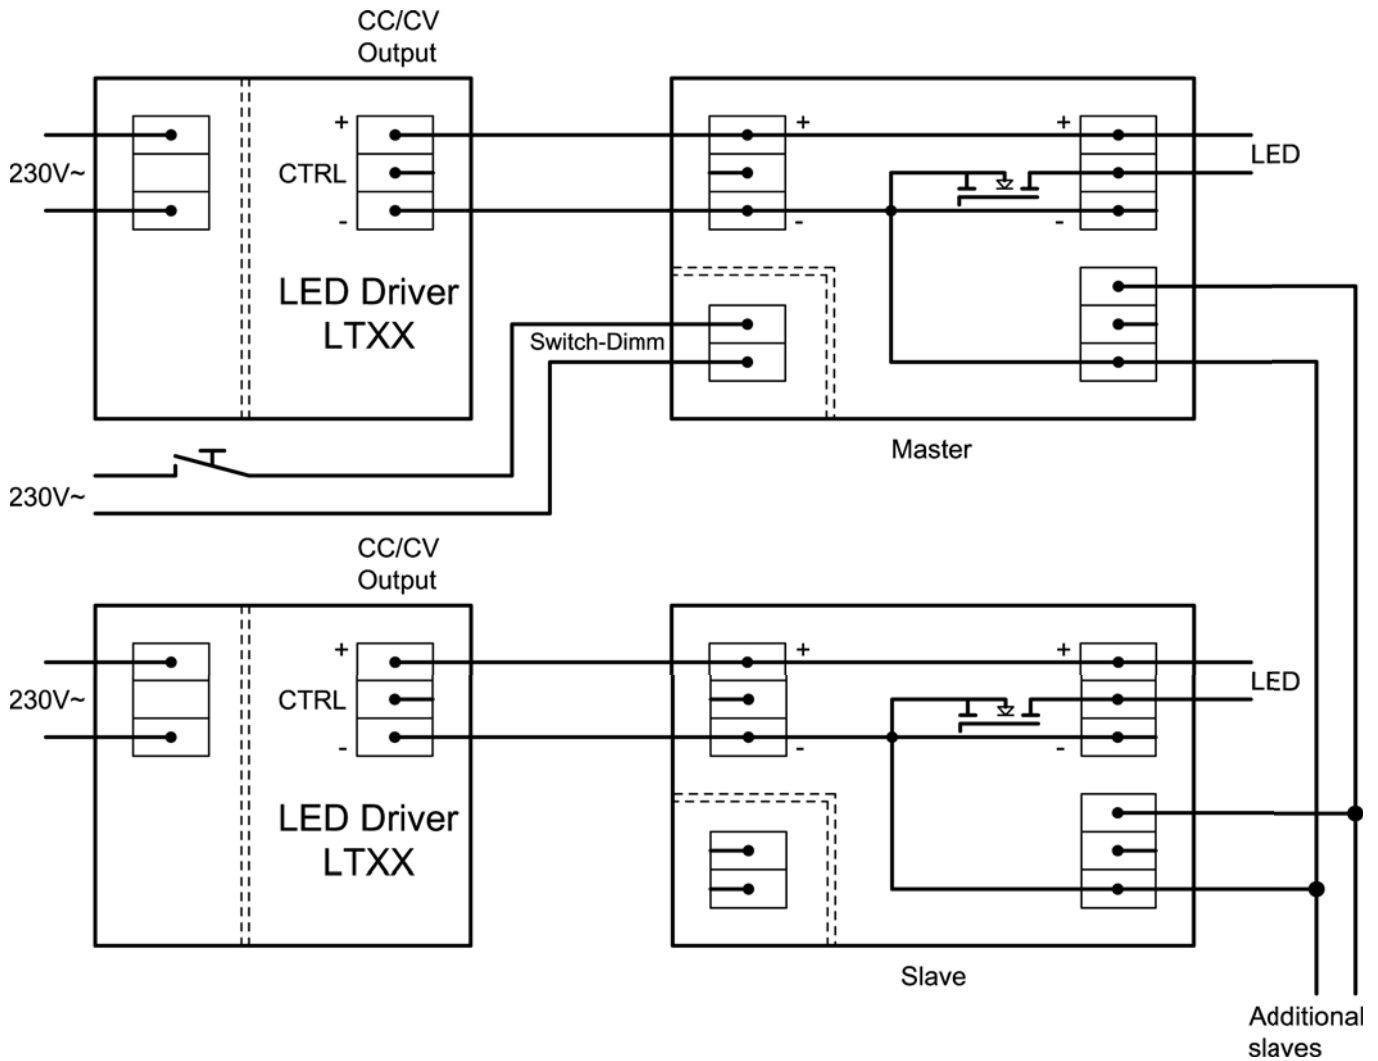 CC/CV
Output
+
+
+
230V~
CTRL
LED
-
-
-
LED Driver
LTXX
Switch-Dimm
Master
230V~
CC/CV
Output
+
+
+
230V~
CTRL
LED
-
-
-
LED Driver
LTXX
Slave
Additional
slaves